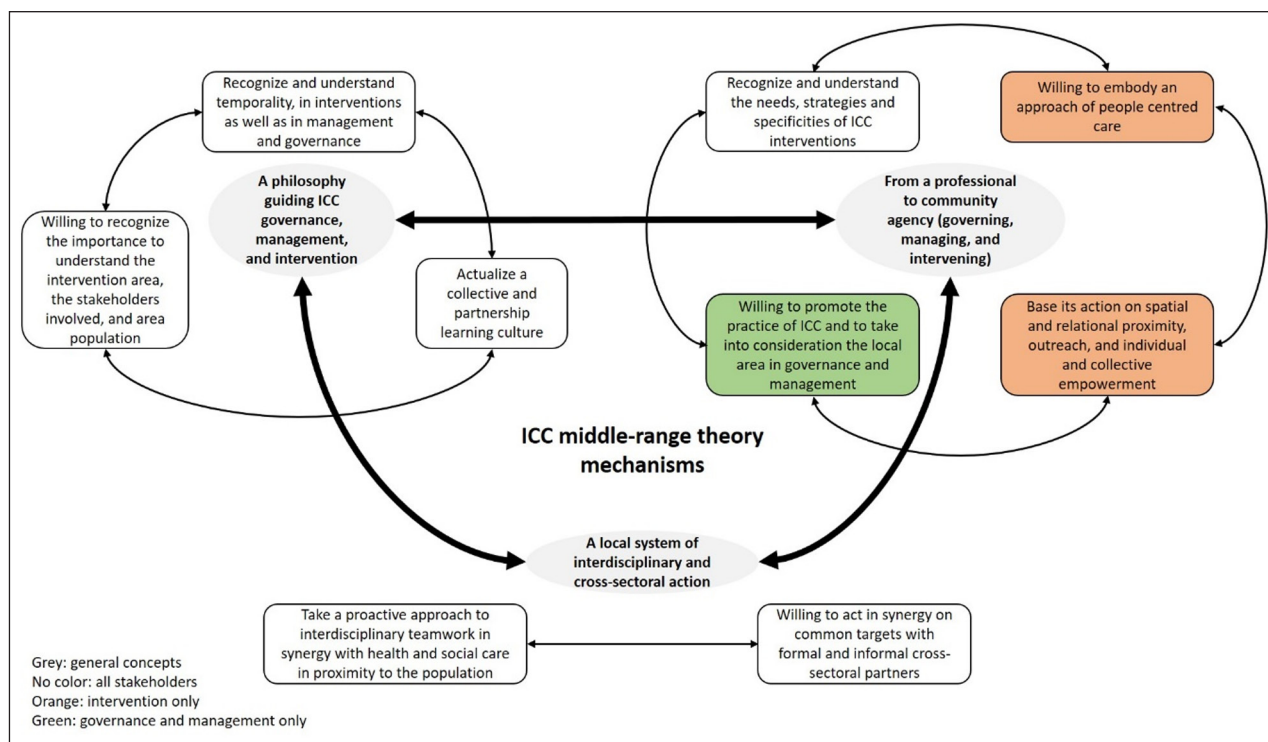 Recognize and understand
temporality, in interventions
as well as in management
and governance
A philosophy
guiding ICC
governance,
management,
and intervention
Willing to recognize
the importance to
understand the
intervention area,
the stakeholders
involved, and area
population
Actualize a
collective and
partnership
learning culture
Recognize and understand
the needs, strategies and
specificities of ICC
interventions
Willing to embody an
approach of people centred
care
From a professional
to community
agency (governing,
managing, and
intervening)
Willing to promote the
practice of ICC and to take
into consideration the local
area in governance and
management
Base its action on spatial
and relational proximity,
outreach, and individual
and collective
empowerment
ICC middle-range theory
mechanisms
A local system of
interdisciplinary and
cross-sectoral action
Take a proactive approach to
interdisciplinary teamwork in
synergy with health and social care
in proximity to the population
Willing to act in synergy on
common targets with
formal and informal cross-
sectoral partners
Grey: general concepts
No color: all stakeholders
Orange: intervention only
Green: governance and management only